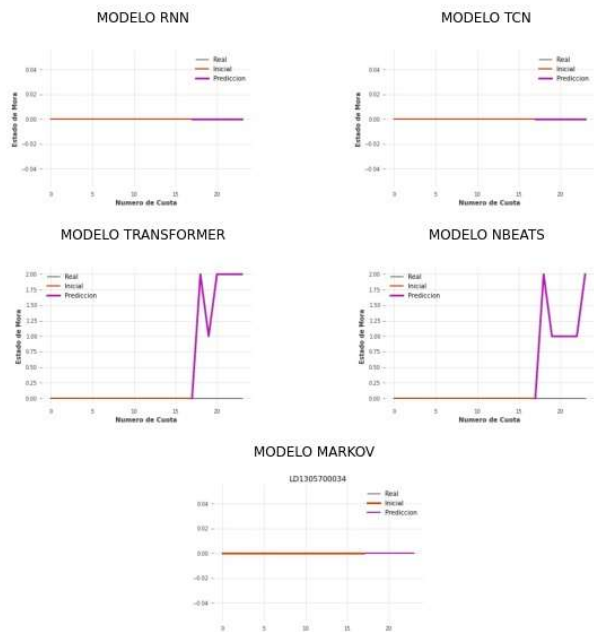 MODELO RNN
Real
Inicial
Prediccion
0.04
0.02
0.00
−0.02
−0.04
Estado de Mora
0 5 10 15 20
Numero de Cuota
MODELO TCN
Real
Inicial
Prediccion
0.04
0.02
0.00
−0.02
−0.04
Estado de Mora
0 5 10 15 20
Numero de Cuota
MODELO TRANSFORMER
Real
Inicial
Prediccion
2.00
1.75
1.50
1.25
1.00
0.75
0.50
0.25
0.00
Estado de Mora
0 5 10 15 20
Numero de Cuota
MODELO NBEATS
Real
Inicial
Prediccion
2.00
1.75
1.50
1.25
1.00
0.75
0.50
0.25
0.00
Estado de Mora
0 5 10 15 20
Numero de Cuota
MODELO MARKOV
LD1305700034
Real
Inicial
Prediccion
0.04
0.02
0.00
−0.02
−0.04
0 5 10 15 20